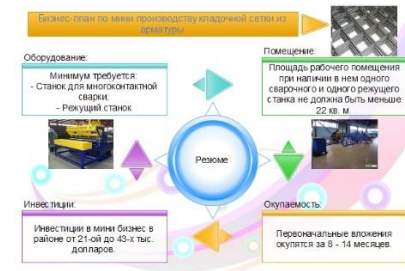 Бизнес-план по мини производству кладочной сетки из
арматуры
Оборудование:
Минимум требуется:
- Станок для многоконтактной
сварки;
- Режущий станок
Помещение:
Площадь рабочего помещения
при наличии в нем одного
сварочного и одного режущего
станка не должна быть меньше
22 кв. м.
Резюме
Инвестиции:
Инвестиции в мини бизнес в
районе от 21-ой до 43-х тыс.
долларов.
Окупаемость:
Первоначальные вложения
окупятся за 8 - 14 месяцев.